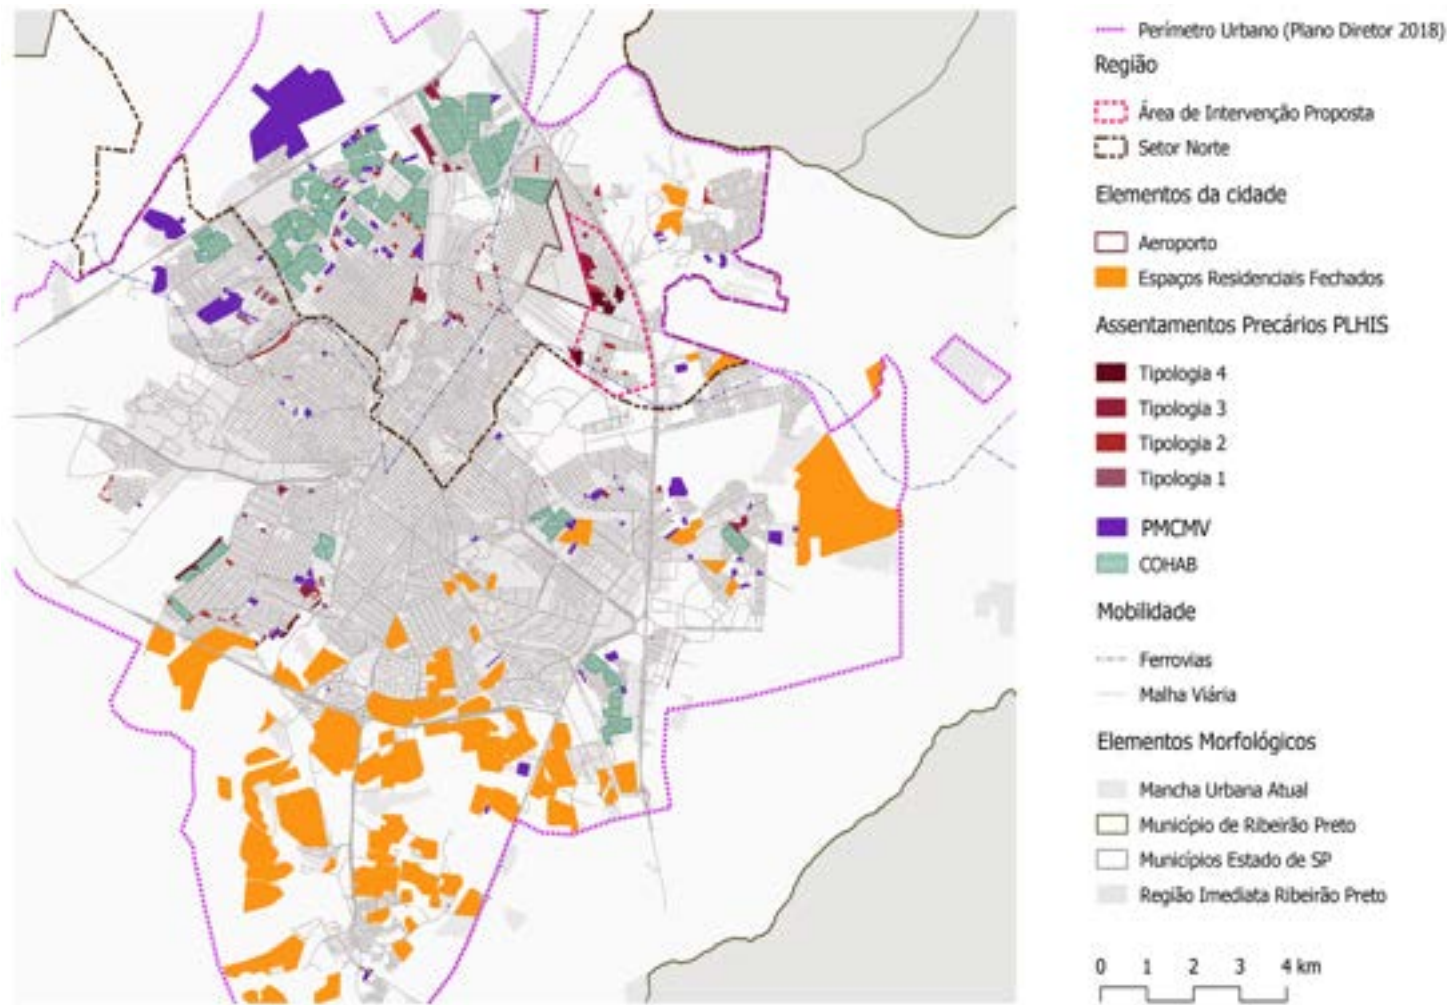 Perímetro Urbano (Plano Diretor 2018)
Região
Área de Intervenção Proposta
Setor Norte
Elementos da cidade
Aeroporto
Espaços Residenciais Fechados
Assentamentos Precários PLHIS
Tipologia 4
Tipologia 3
Tipologia 2
Tipologia 1
PMCMV
COHAB
Mobilidade
Ferrovias
Malha Viária
Elementos Morfológicos
Mancha Urbana Atual
Município de Ribeirão Preto
Municípios Estado de SP
Região Imediata Ribeirão Preto
0 1 2 3 4 km